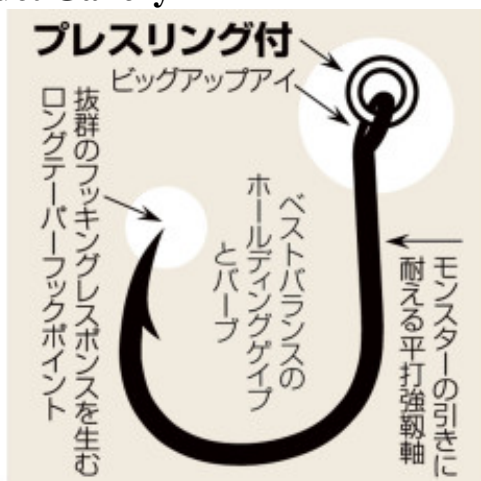 プレスリング付
ビッグアップアイ
モンスターの引きに
耐える平打強靱軸
ベストバランスの
ホールディングゲイプ
とバーブ
抜群のフッキングレスポンスを生む
ロングテーパーフックポイント